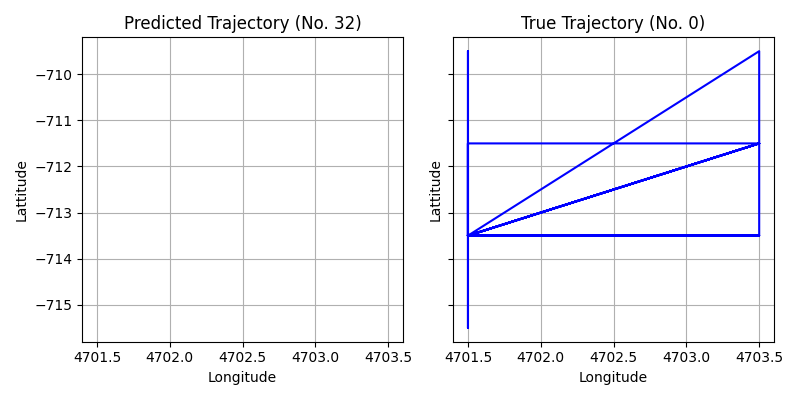 Predicted Trajectory (No. 32)
True Trajectory (No. 0)
−710
−711
−712
−713
−714
−715
Lattitude
Lattitude
4701.5 4702.0 4702.5 4703.0 4703.5
4701.5 4702.0 4702.5 4703.0 4703.5
Longitude
Longitude